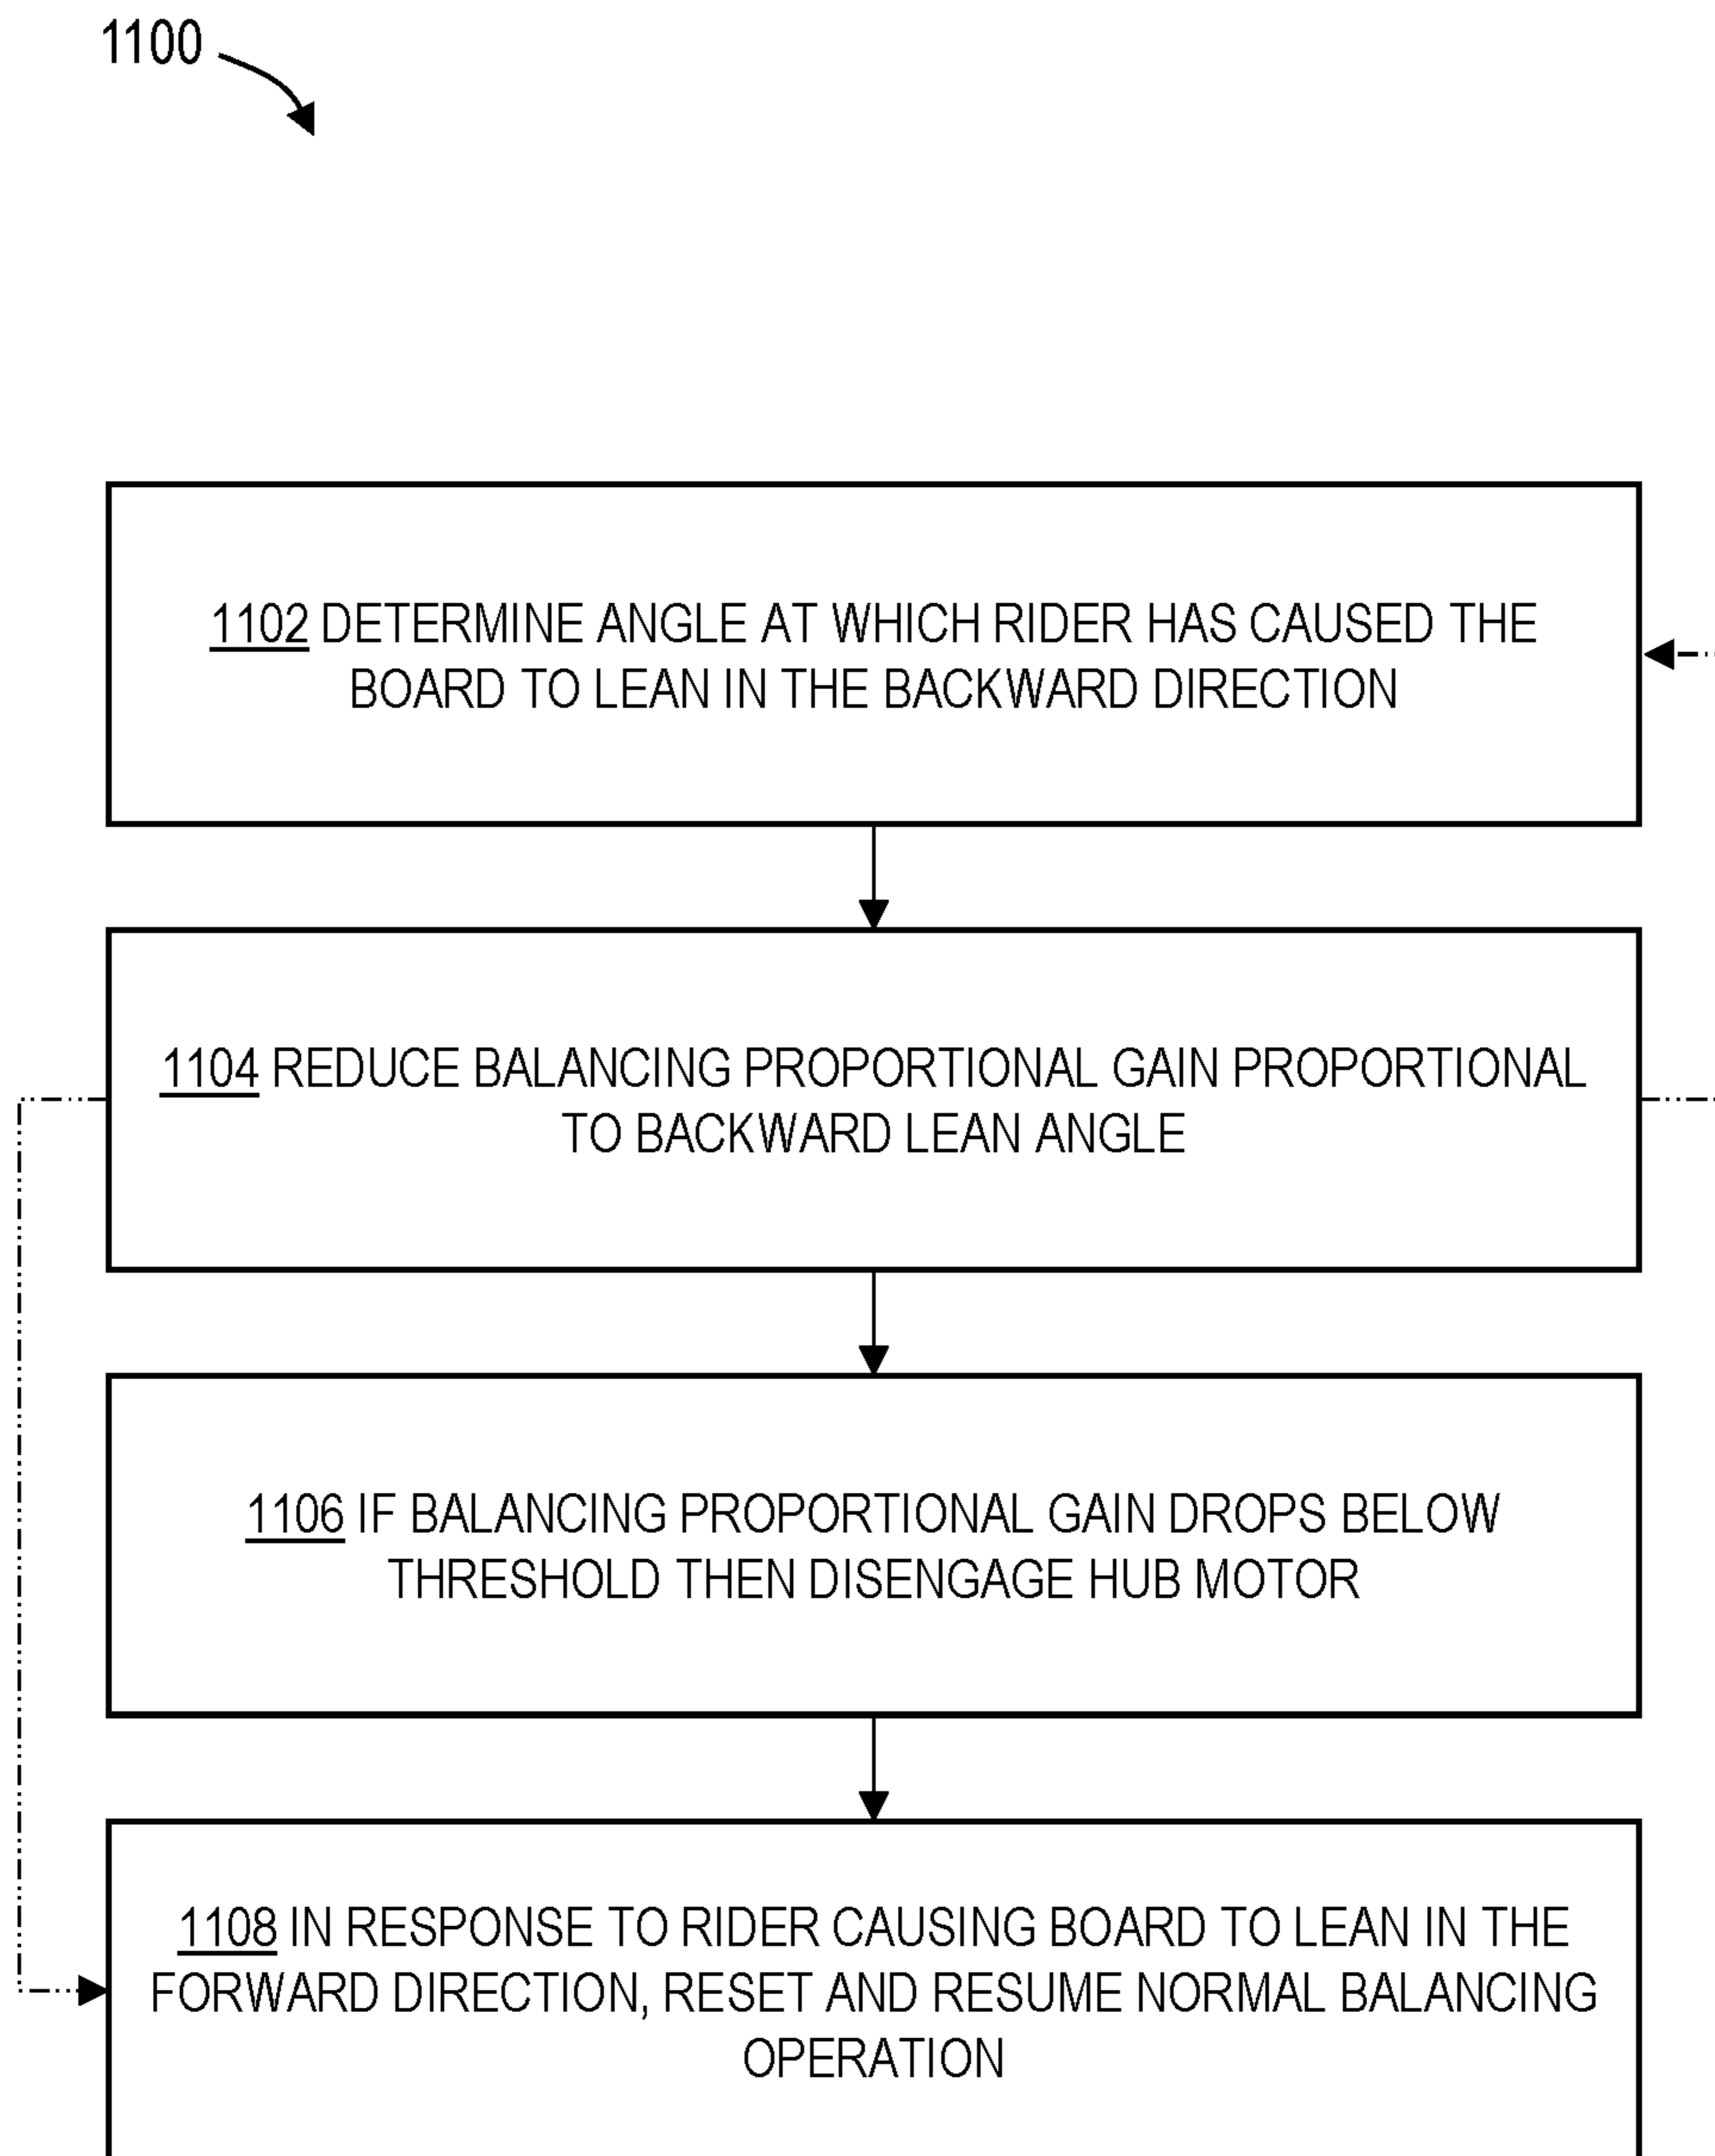 1100
1102 DETERMINE ANGLE AT WHICH RIDER HAS CAUSED THE
BOARD TO LEAN IN THE BACKWARD DIRECTION
1104 REDUCE BALANCING PROPORTIONAL GAIN PROPORTIONAL
TO BACKWARD LEAN ANGLE
1106 IF BALANCING PROPORTIONAL GAIN DROPS BELOW
THRESHOLD THEN DISENGAGE HUB MOTOR
1108 IN RESPONSE TO RIDER CAUSING BOARD TO LEAN IN THE
FORWARD DIRECTION, RESET AND RESUME NORMAL BALANCING
OPERATION